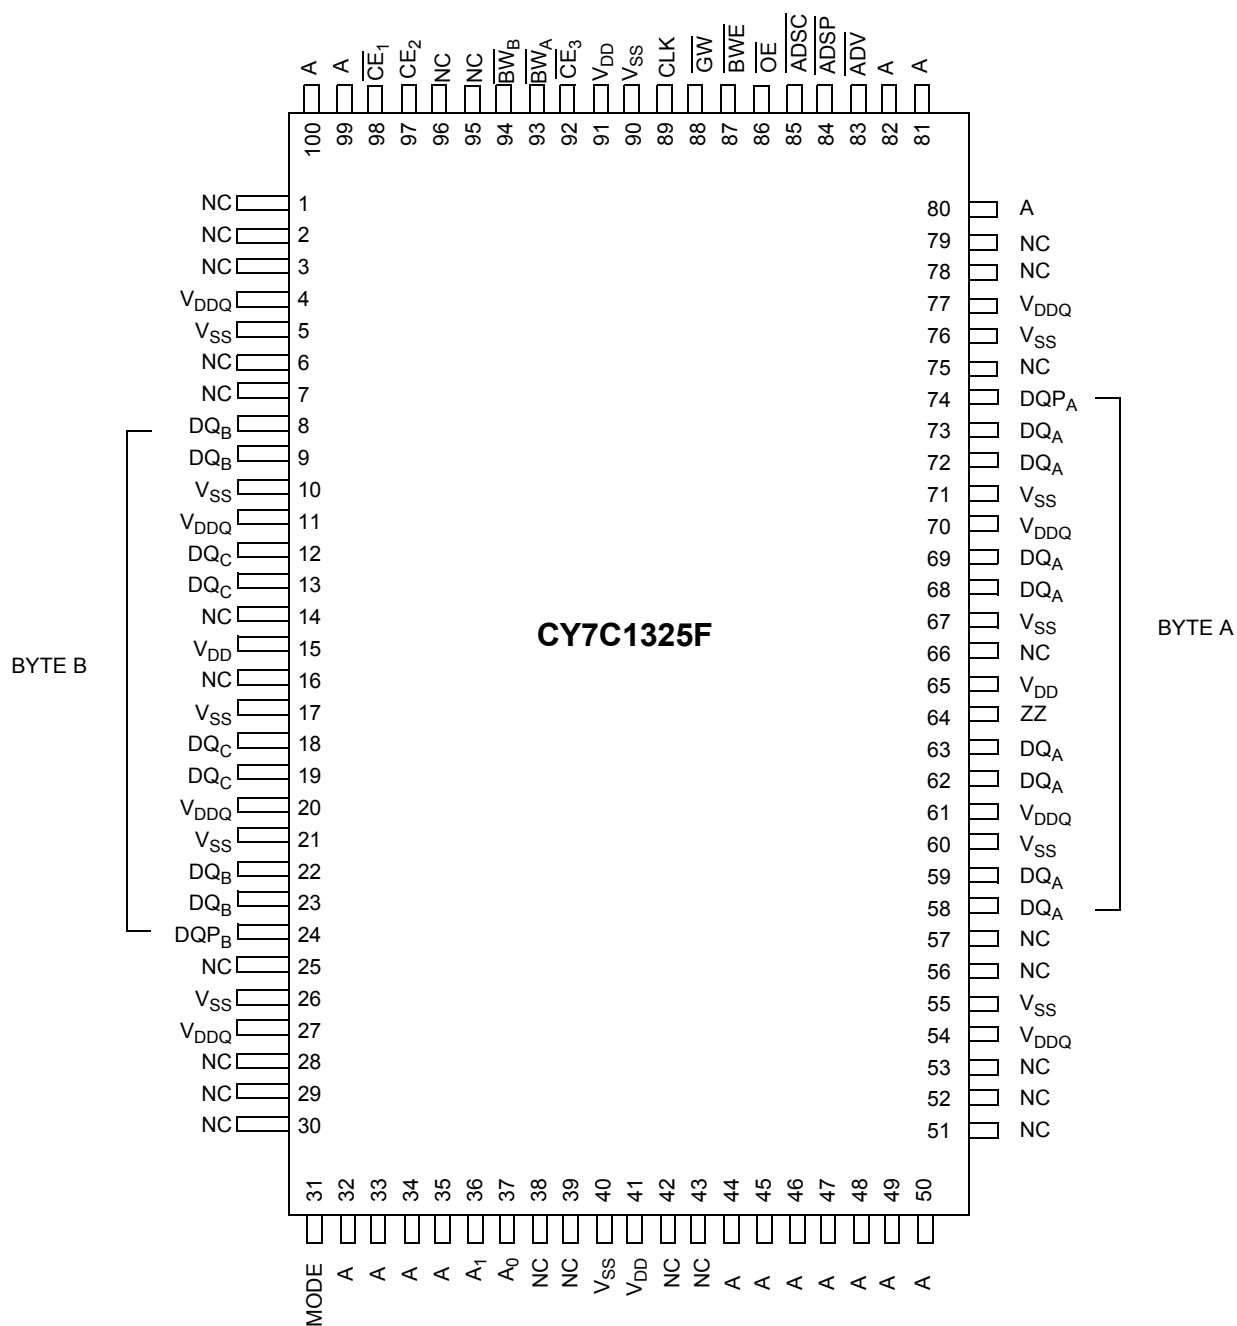 A A CE1 CE2 NC NC BWB BWA CE3 VDD VSS CLK GW BWE OE ADSC ADSP ADV A A
100 99 98 97 96 95 94 93 92 91 90 89 88 87 86 85 84 83 82 81
NC 1
NC 2
NC 3
VDDQ 4
VSS 5
NC 6
NC 7
DQB 8
DQB 9
VSS 10
VDDQ 11
DQC 12
DQC 13
NC 14
VDD 15
NC 16
VSS 17
DQC 18
DQC 19
VDDQ 20
VSS 21
DQB 22
DQB 23
DQPB 24
NC 25
VSS 26
VDDQ 27
NC 28
NC 29
NC 30
BYTE B
CY7C1325F
80 A
79 NC
78 NC
77 VDDQ
76 VSS
75 NC
74 DQPA
73 DQA
72 DQA
71 VSS
70 VDDQ
69 DQA
68 DQA
67 VSS
66 NC
65 VDD
64 ZZ
63 DQA
62 DQA
61 VDDQ
60 VSS
59 DQA
58 DQA
57 NC
56 NC
55 VSS
54 VDDQ
53 NC
52 NC
51 NC
BYTE A
31 32 33 34 35 36 37 38 39 40 41 42 43 44 45 46 47 48 49 50
MODE A A A A A1 A0 NC NC VSS VDD NC NC A A A A A A A